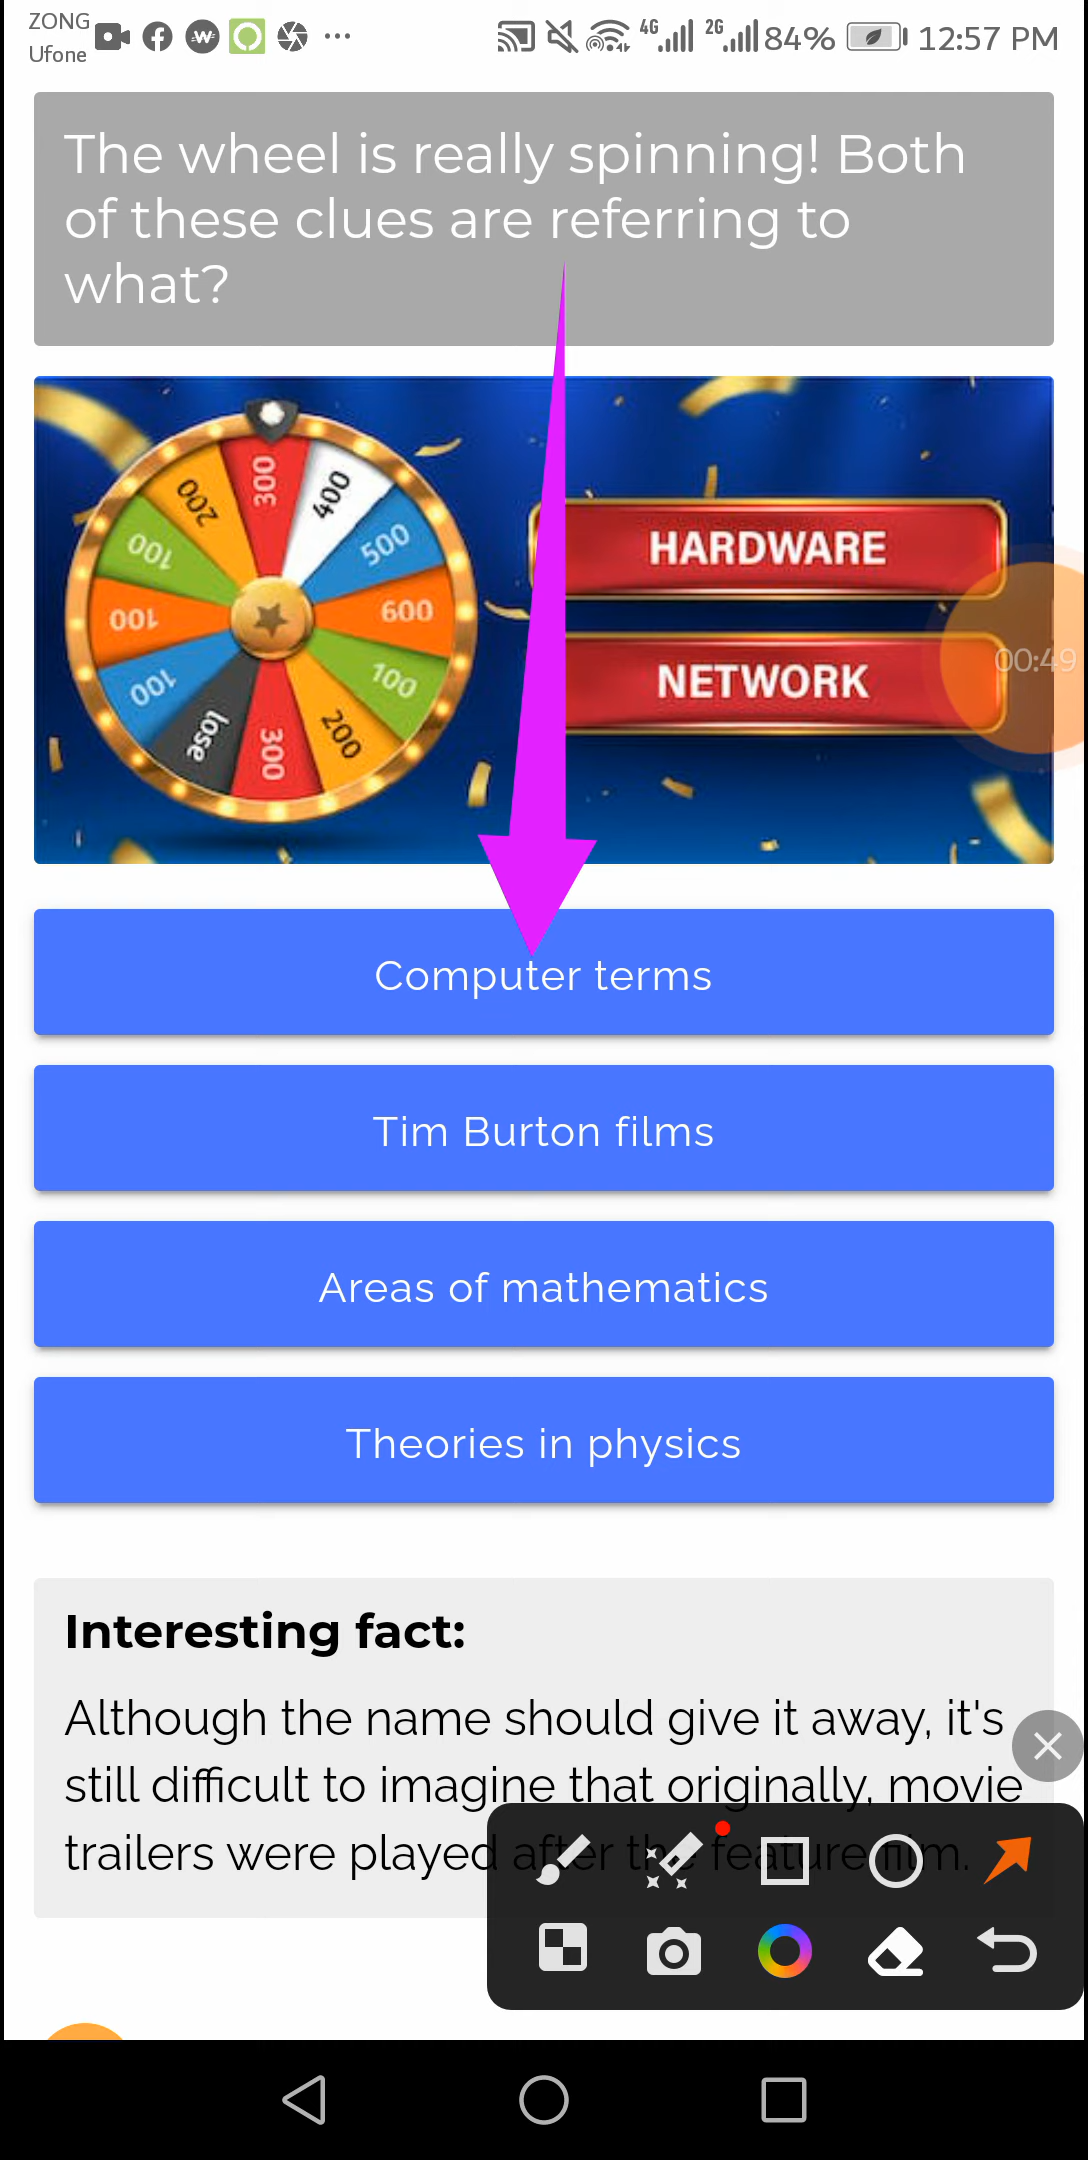 ZONG
Ufone
4G 2G 84% 12:57 PM
The wheel is really spinning! Both
of these clues are referring to
what?
300
400
500
600
100
200
300
lose
100
100
100
200
HARDWARE
NETWORK
00:49
Computer terms
Tim Burton films
Areas of mathematics
Theories in physics
Interesting fact:
Although the name should give it away, it's
still difficult to imagine that originally, movie
trailers were played after the feature film.